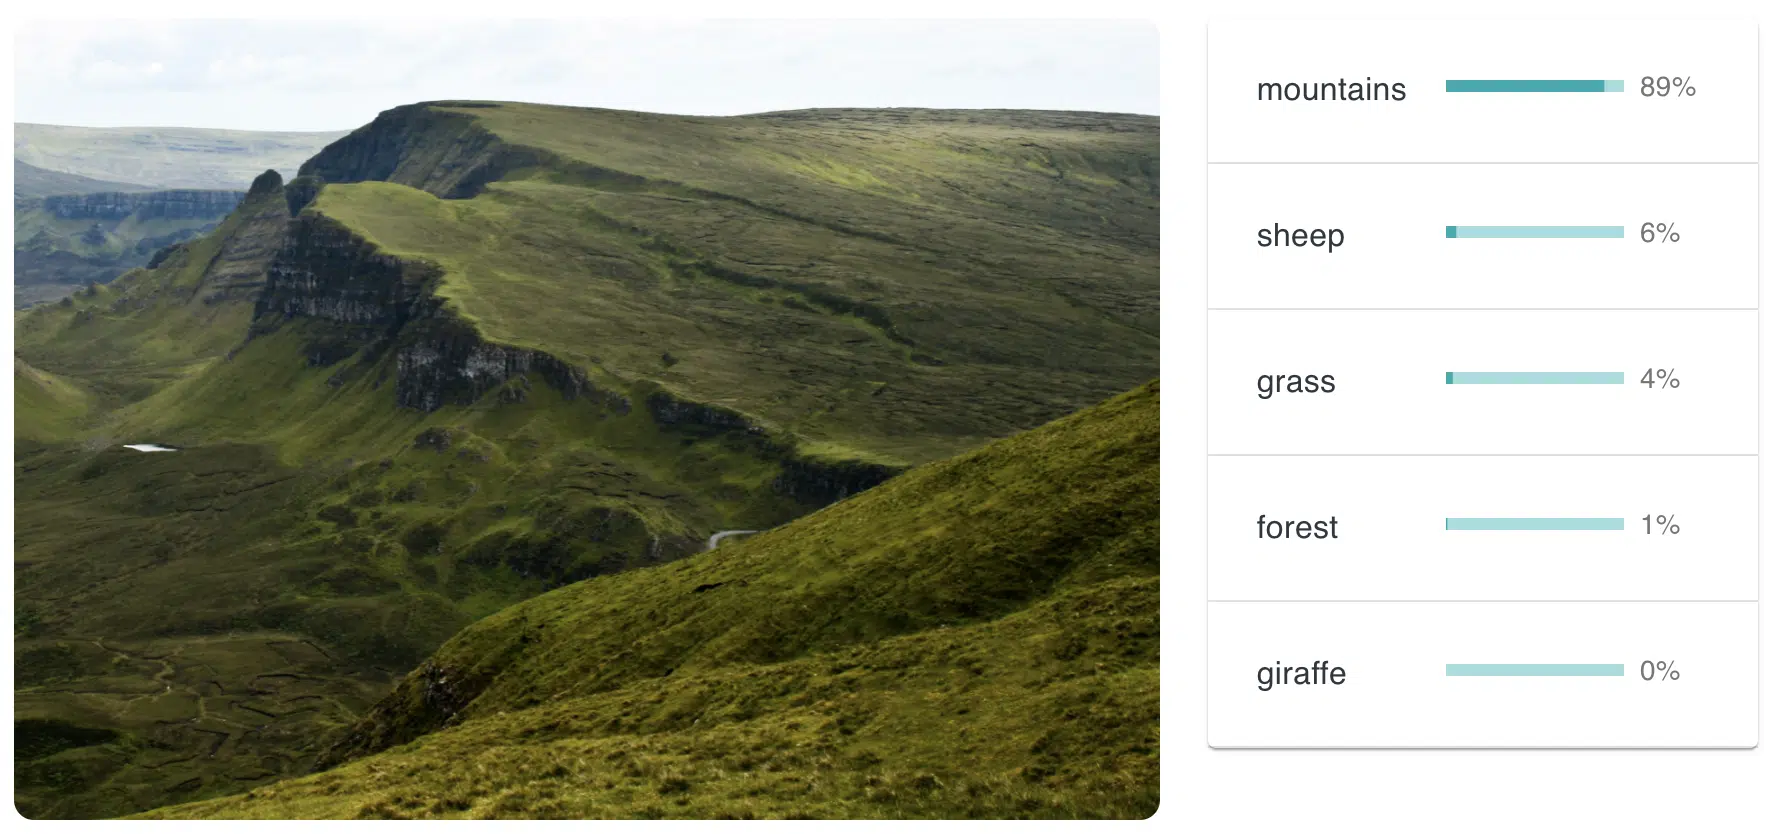 mountains 89%
sheep 6%
grass 4%
forest 1%
giraffe 0%